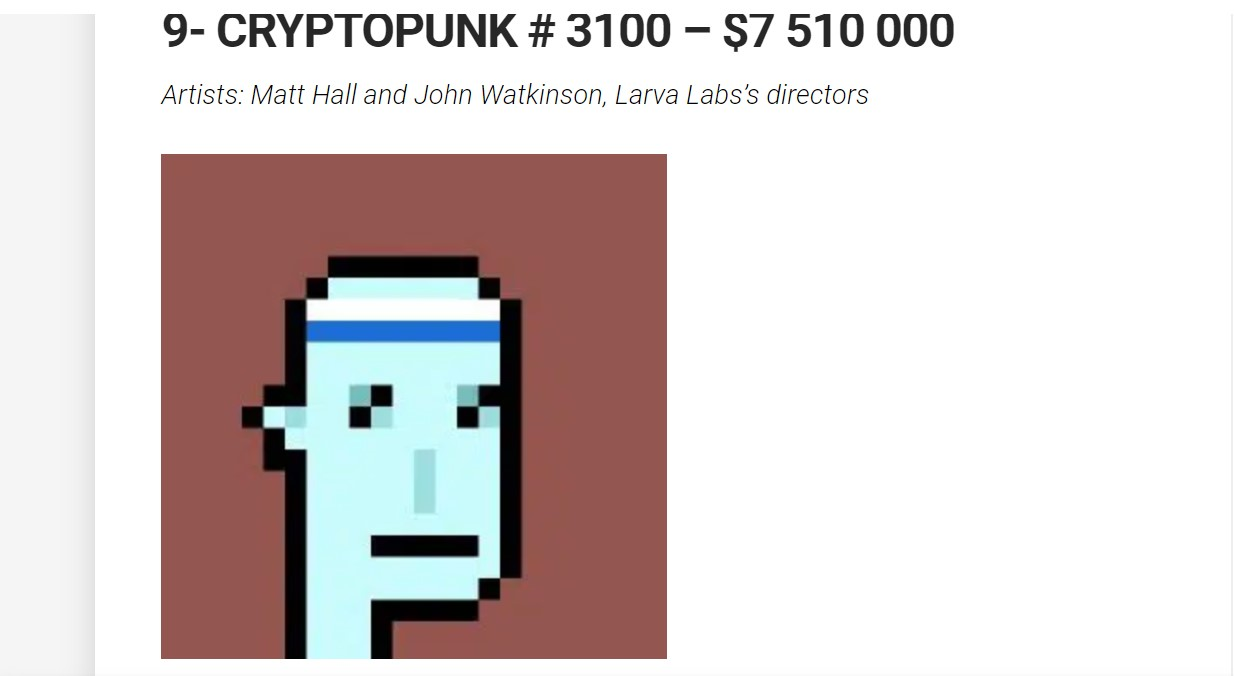 9- CRYPTOPUNK # 3100 – $7 510 000
Artists: Matt Hall and John Watkinson, Larva Labs’s directors